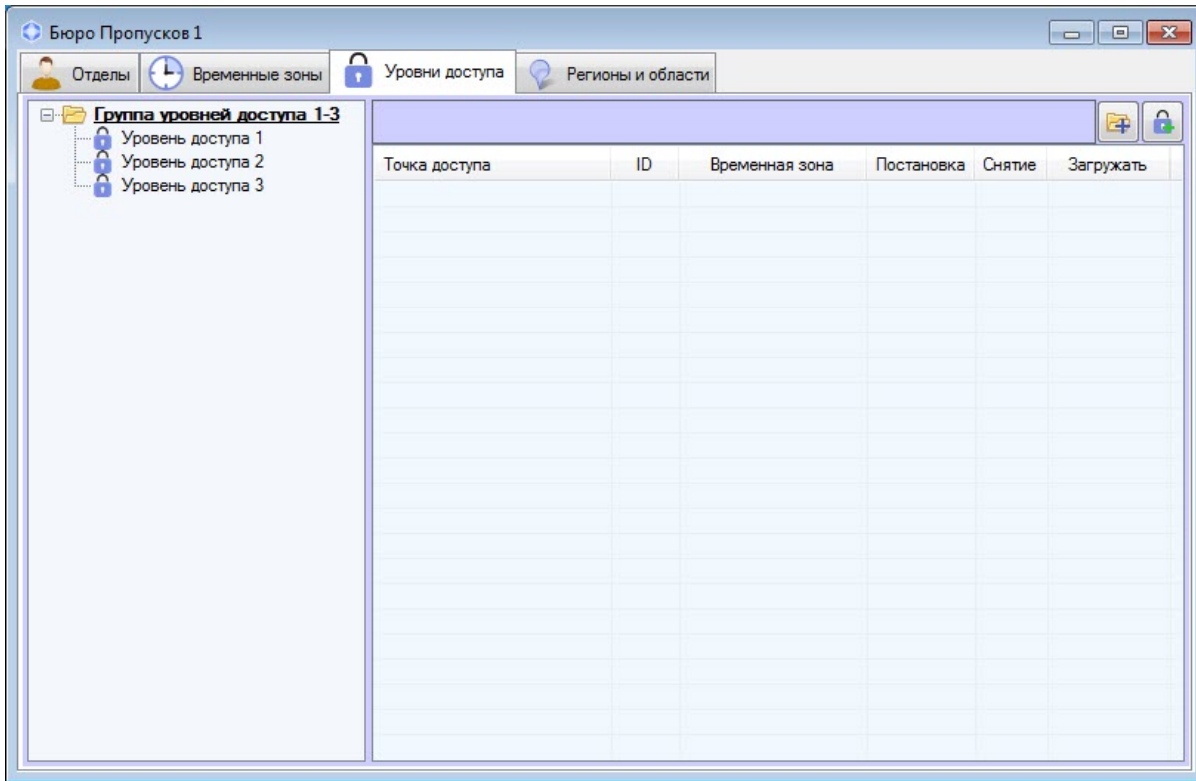 Бюро Пропусков 1
Отделы Временные зоны Уровни доступа Регионы и области
Группа уровней доступа 1-3
Уровень доступа 1
Уровень доступа 2
Уровень доступа 3
Точка доступа ID Временная зона Постановка Снятие Загружать